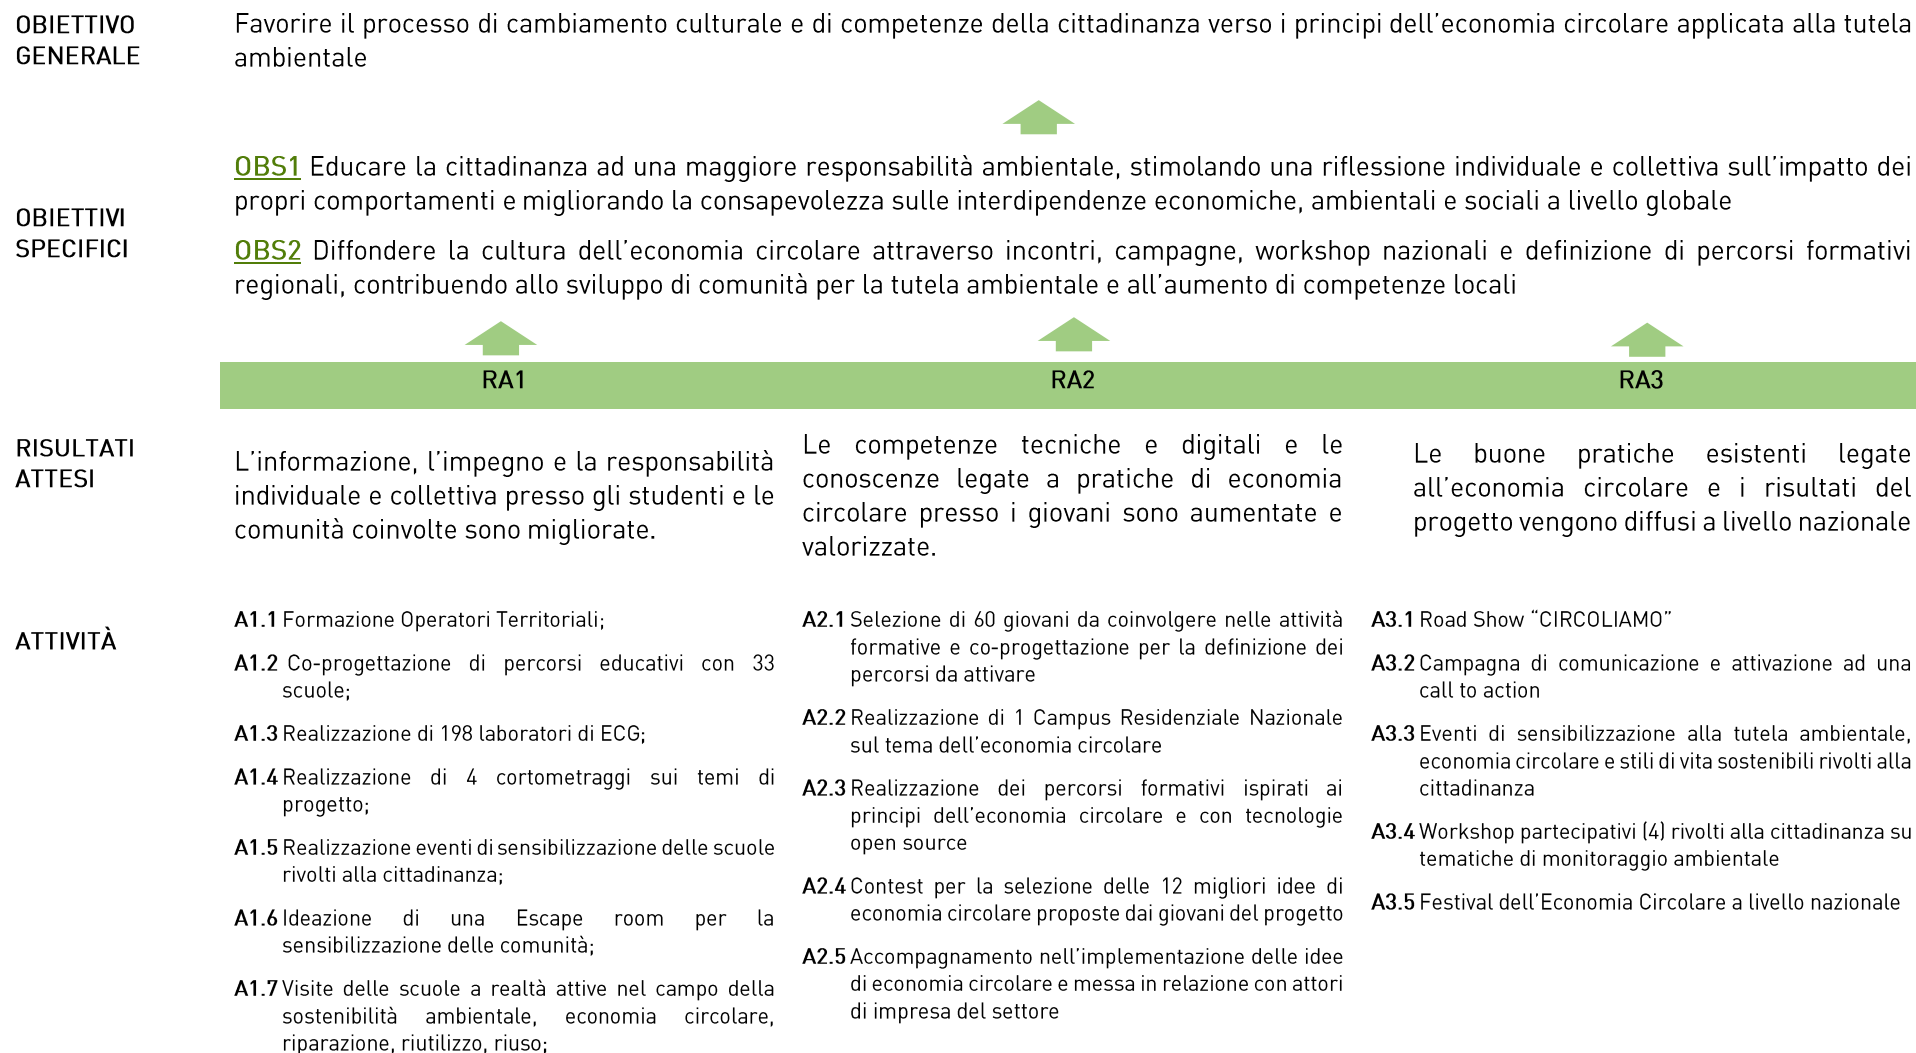 OBIETTIVO
GENERALE
Favorire il processo di cambiamento culturale e di competenze della cittadinanza verso i principi dell'economia circolare applicata alla tutela
ambientale
OBIETTIVI
SPECIFICI
OBS1 Educare la cittadinanza ad una maggiore responsabilità ambientale, stimolando una riflessione individuale e collettiva sull'impatto dei
propri comportamenti e migliorando la consapevolezza sulle interdipendenze economiche, ambientali e sociali a livello globale
OBS2 Diffondere la cultura dell'economia circolare attraverso incontri, campagne, workshop nazionali e definizione di percorsi formativi
regionali, contribuendo allo sviluppo di comunità per la tutela ambientale e all'aumento di competenze locali
RA1
RA2
RA3
RISULTATI
ATTESI
L'informazione, l'impegno e la responsabilità
individuale e collettiva presso gli studenti e le
comunità coinvolte sono migliorate.
Le competenze tecniche e digitali e le
conoscenze legate a pratiche di economia
circolare presso i giovani sono aumentate e
valorizzate.
Le buone pratiche esistenti legate
all'economia circolare e i risultati del
progetto vengono diffusi a livello nazionale
ATTIVITÀ
A1.1 Formazione Operatori Territoriali;
A1.2 Co-progettazione di percorsi educativi con 33
scuole;
A1.3 Realizzazione di 198 laboratori di ECG;
A1.4 Realizzazione di 4 cortometraggi sui temi di
progetto;
A1.5 Realizzazione eventi di sensibilizzazione delle scuole
rivolti alla cittadinanza;
A1.6 Ideazione di una Escape room per la
sensibilizzazione delle comunità;
A1.7 Visite delle scuole a realtà attive nel campo della
sostenibilità ambientale, economia circolare,
riparazione, riutilizzo, riuso;
A2.1 Selezione di 60 giovani da coinvolgere nelle attività
formative e co-progettazione per la definizione dei
percorsi da attivare
A2.2 Realizzazione di 1 Campus Residenziale Nazionale
sul tema dell'economia circolare
A2.3 Realizzazione dei percorsi formativi ispirati ai
principi dell'economia circolare e con tecnologie
open source
A2.4 Contest per la selezione delle 12 migliori idee di
economia circolare proposte dai giovani del progetto
A2.5 Accompagnamento nell'implementazione delle idee
di economia circolare e messa in relazione con attori
di impresa del settore
A3.1 Road Show “CIRCOLIAMO”
A3.2 Campagna di comunicazione e attivazione ad una
call to action
A3.3 Eventi di sensibilizzazione alla tutela ambientale,
economia circolare e stili di vita sostenibili rivolti alla
cittadinanza
A3.4 Workshop partecipativi (4) rivolti alla cittadinanza su
tematiche di monitoraggio ambientale
A3.5 Festival dell'Economia Circolare a livello nazionale